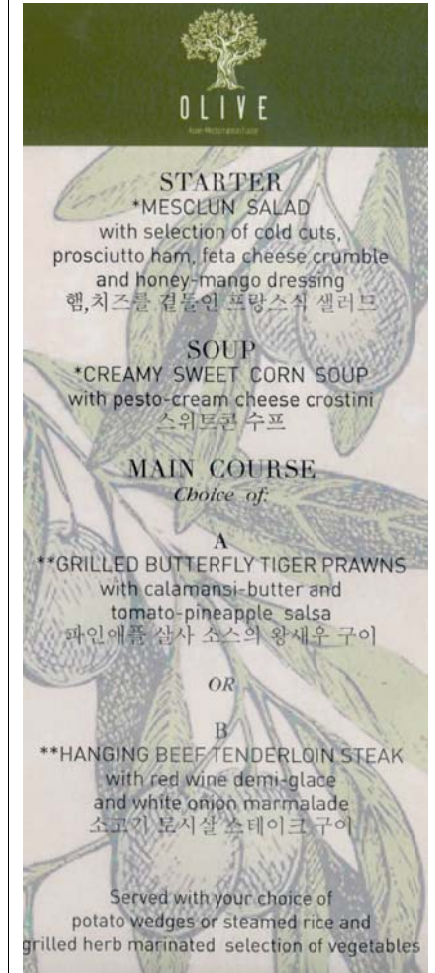 OLIVE
Asian-Mediterranean Fusion
STARTER
*MESCLUN SALAD
with selection of cold cuts,
prosciutto ham, feta cheese crumble
and honey-mango dressing
햄,치즈를 곁들인 프랑스식 샐러드
SOUP
*CREAMY SWEET CORN SOUP
with pesto-cream cheese crostini
스위트콘 수프
MAIN COURSE
Choice of:
A
**GRILLED BUTTERFLY TIGER PRAWNS
with calamansi-butter and
tomato-pineapple salsa
파인애플 살사 소스의 왕새우 구이
OR
B
**HANGING BEEF TENDERLOIN STEAK
with red wine demi-glace
and white onion marmalade
소고기 토시살 스테이크 구이
Served with your choice of
potato wedges or steamed rice and
grilled herb marinated selection of vegetables